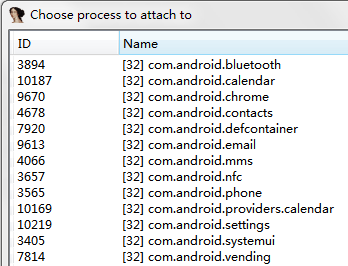 Choose process to attach to
ID Name
3894 [32] com.android.bluetooth
10187 [32] com.android.calendar
9670 [32] com.android.chrome
4678 [32] com.android.contacts
7920 [32] com.android.defcontainer
9613 [32] com.android.email
4066 [32] com.android.mms
3657 [32] com.android.nfc
3565 [32] com.android.phone
10169 [32] com.android.providers.calendar
10219 [32] com.android.settings
3405 [32] com.android.systemui
7814 [32] com.android.vending